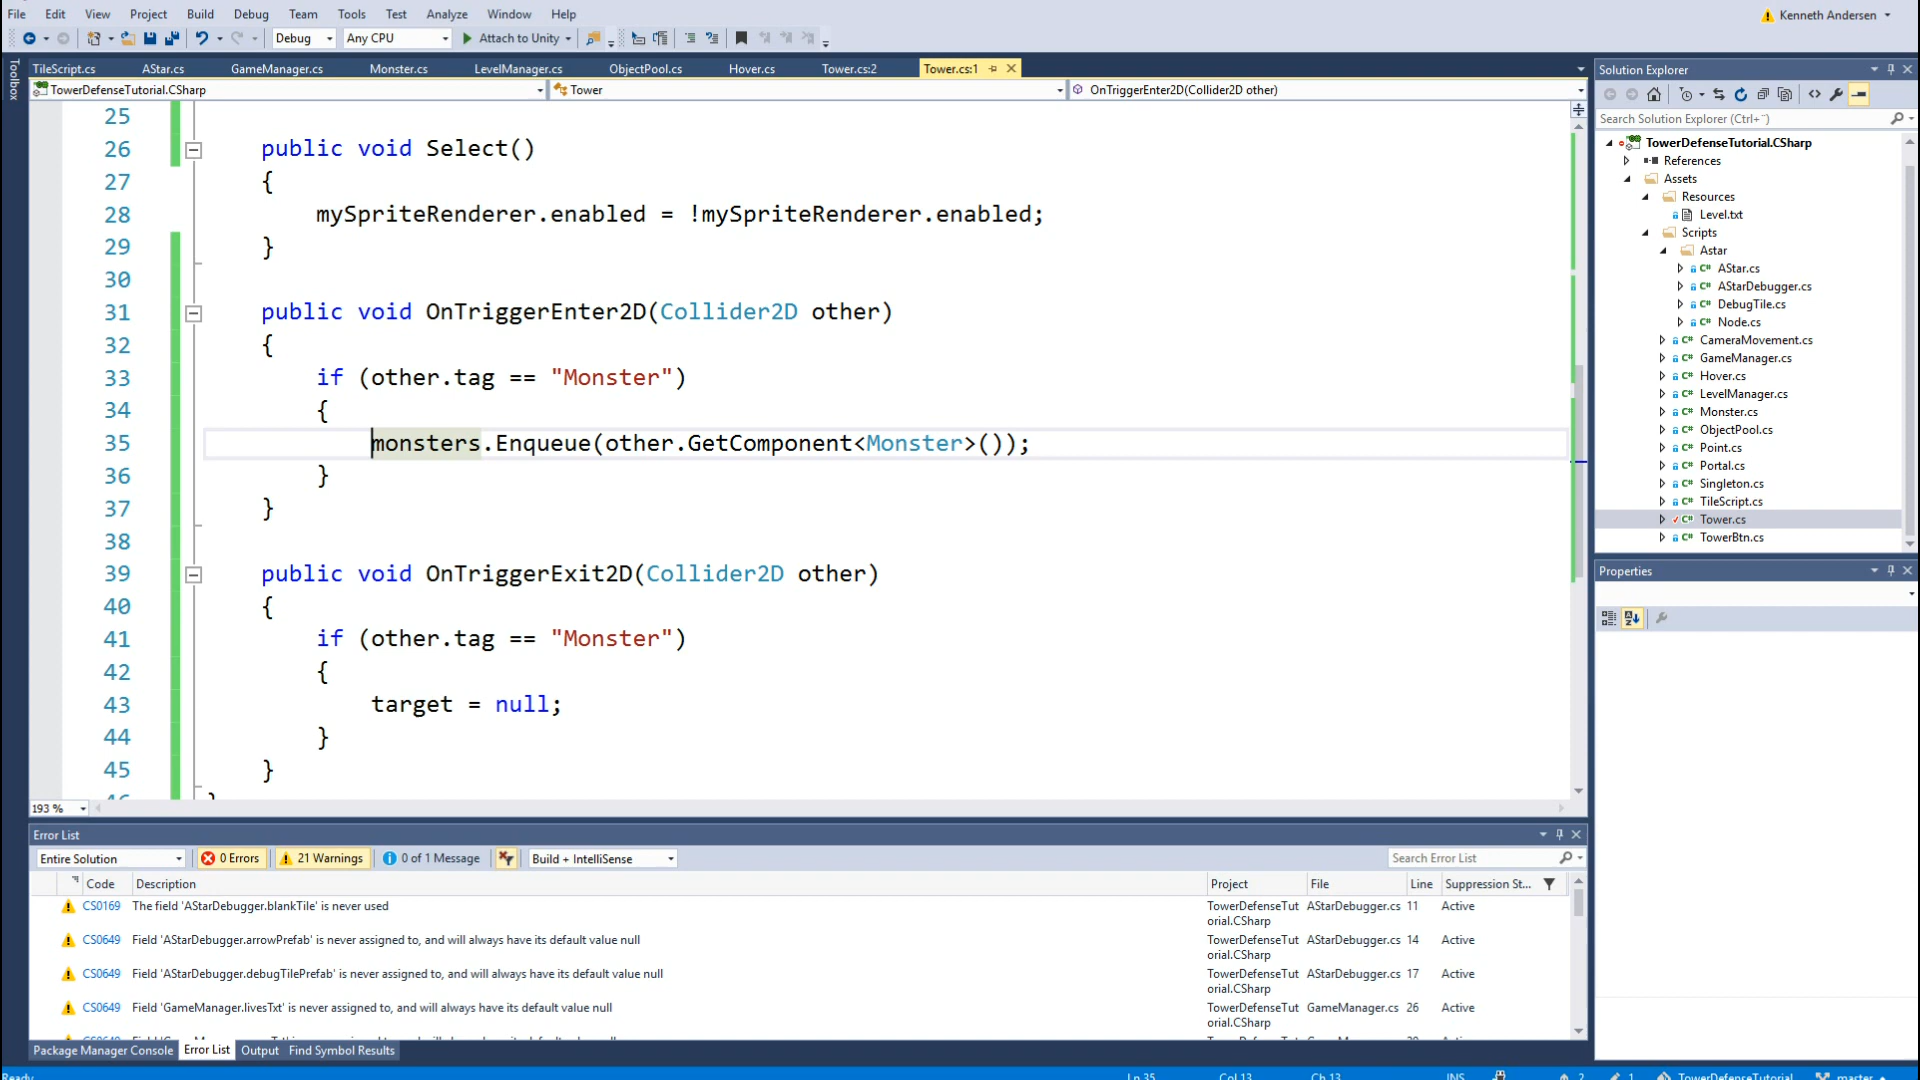 File Edit View Project Build Debug Team Tools Test Analyze Window Help Kenneth Andersen
Debug Any CPU Attach to Unity
Toolbox
TileScript.cs AStar.cs GameManager.cs Monster.cs LevelManager.cs ObjectPool.cs Hover.cs Tower.cs:2 Tower.cs:1
TowerDefenseTutorial.CSharp Tower OnTriggerEnter2D(Collider2D other)
25
26 public void Select()
27 {
28 mySpriteRenderer.enabled = !mySpriteRenderer.enabled;
29 }
30
31 public void OnTriggerEnter2D(Collider2D other)
32 {
33 if (other.tag == "Monster")
34 {
35 monsters.Enqueue(other.GetComponent<Monster>());
36 }
37 }
38
39 public void OnTriggerExit2D(Collider2D other)
40 {
41 if (other.tag == "Monster")
42 {
43 target = null;
44 }
45 }
193 %
Solution Explorer
Search Solution Explorer (Ctrl+¨)
TowerDefenseTutorial.CSharp
References
Assets
Resources
Level.txt
Scripts
Astar
AStar.cs
AStarDebugger.cs
DebugTile.cs
Node.cs
CameraMovement.cs
GameManager.cs
Hover.cs
LevelManager.cs
Monster.cs
ObjectPool.cs
Point.cs
Portal.cs
Singleton.cs
TileScript.cs
Tower.cs
TowerBtn.cs
Properties
Error List
Entire Solution 0 Errors 21 Warnings 0 of 1 Message Build + IntelliSense Search Error List
Code Description Project File Line Suppression St...
CS0169 The field 'AStarDebugger.blankTile' is never used TowerDefenseTut AStarDebugger.cs 11 Active
orial.CSharp
CS0649 Field 'AStarDebugger.arrowPrefab' is never assigned to, and will always have its default value null TowerDefenseTut AStarDebugger.cs 14 Active
orial.CSharp
CS0649 Field 'AStarDebugger.debugTilePrefab' is never assigned to, and will always have its default value null TowerDefenseTut AStarDebugger.cs 17 Active
orial.CSharp
CS0649 Field 'GameManager.livesTxt' is never assigned to, and will always have its default value null TowerDefenseTut GameManager.cs 26 Active
orial.CSharp
Package Manager Console Error List Output Find Symbol Results
Ready Ln 35 Col 13 Ch 13 INS 2 1 TowerDefenseTutorial master